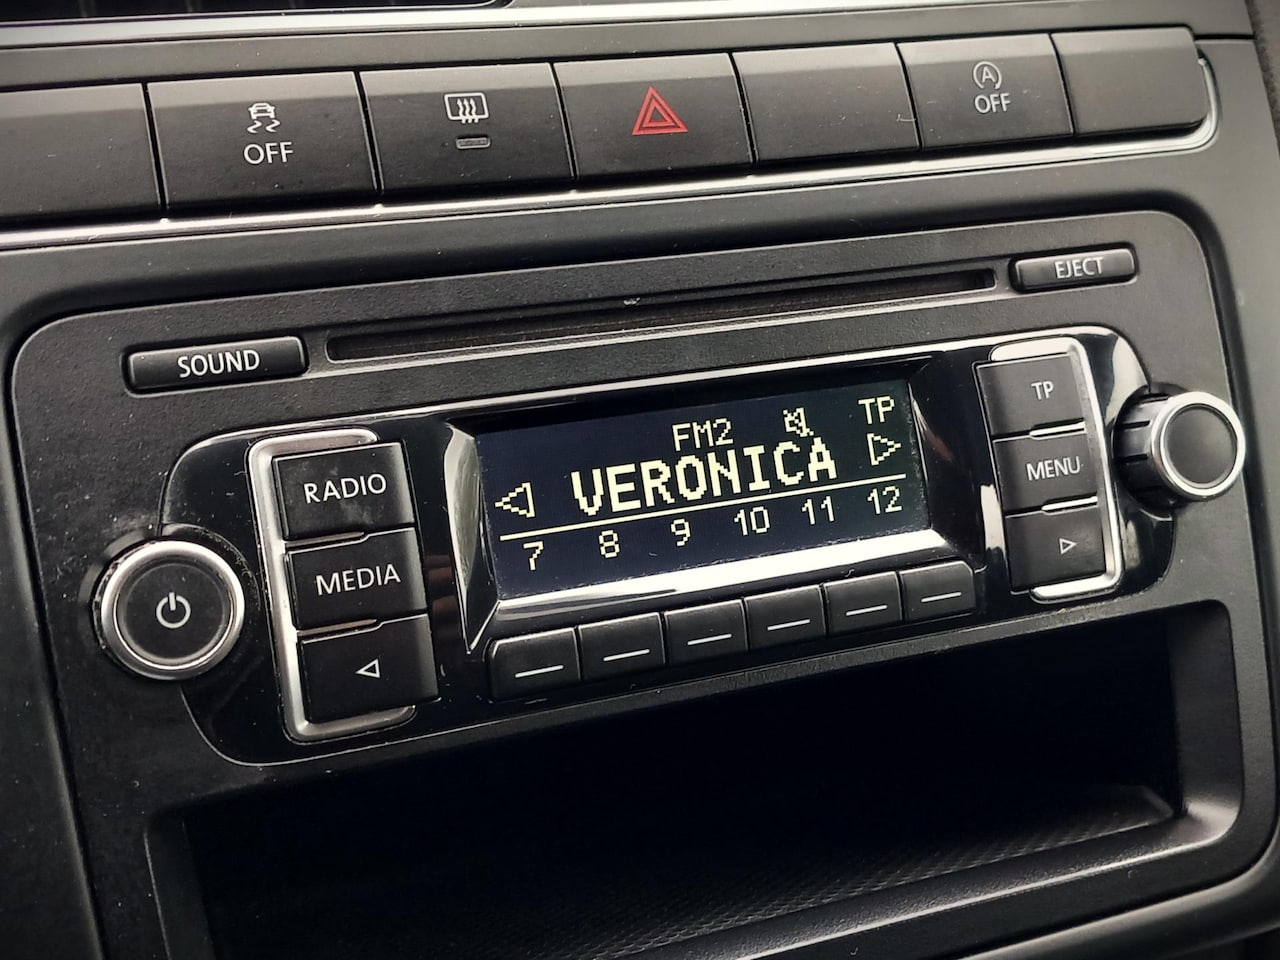 OFF
A
OFF
EJECT
SOUND
RADIO
MEDIA
FM2
TP
VERONICA
7 8 9 10 11 12
TP
MENU